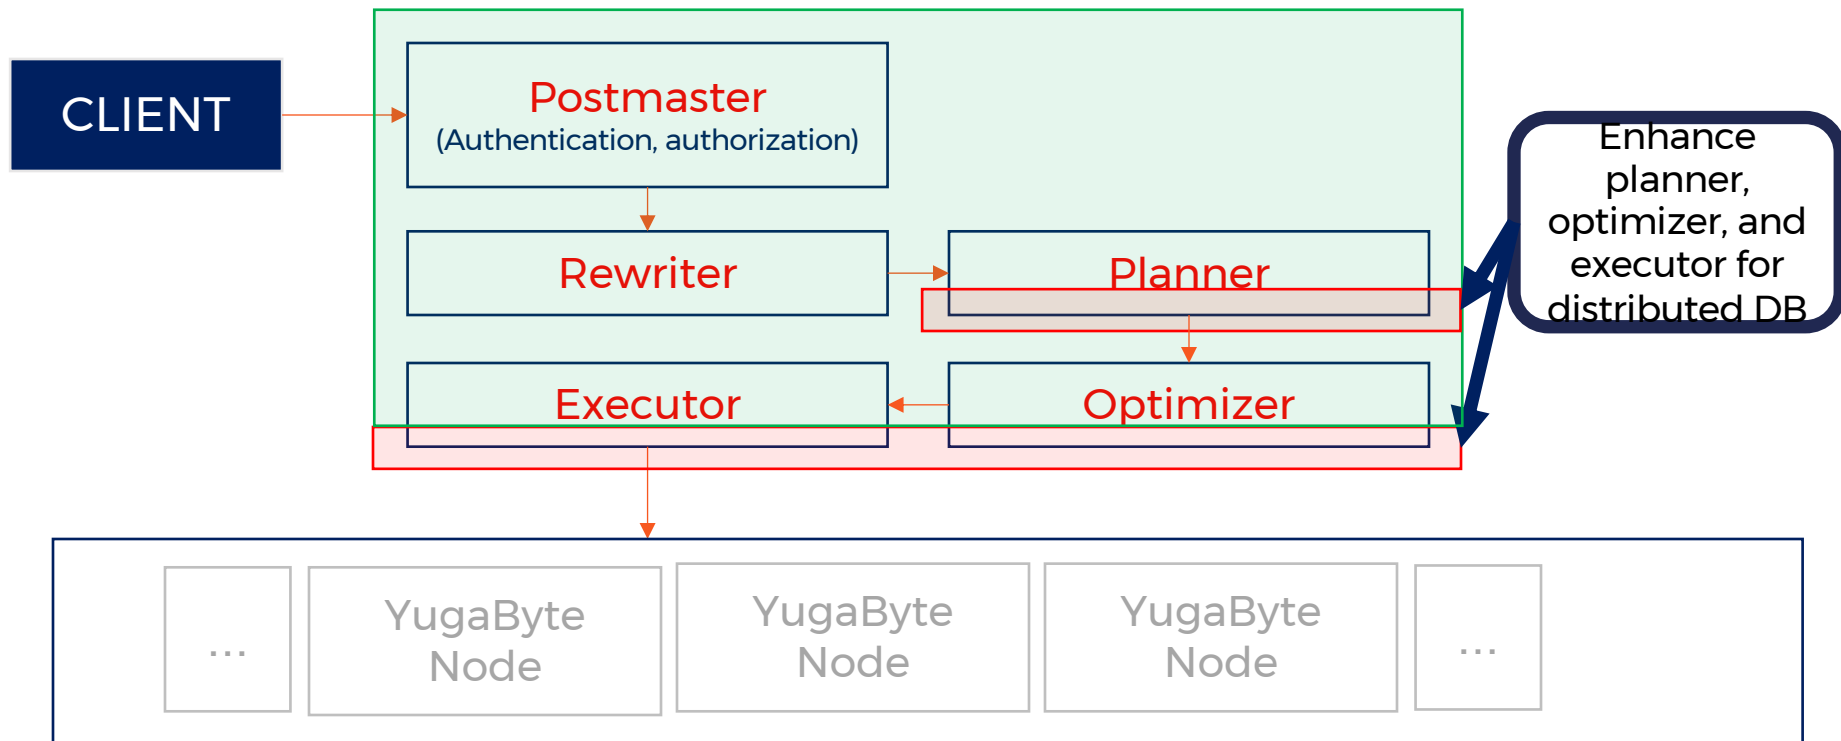 CLIENT
Postmaster
(Authentication, authorization)
Rewriter
Planner
Executor
Optimizer
Enhance
planner,
optimizer, and
executor for
distributed DB
...
YugaByte
Node
YugaByte
Node
YugaByte
Node
...